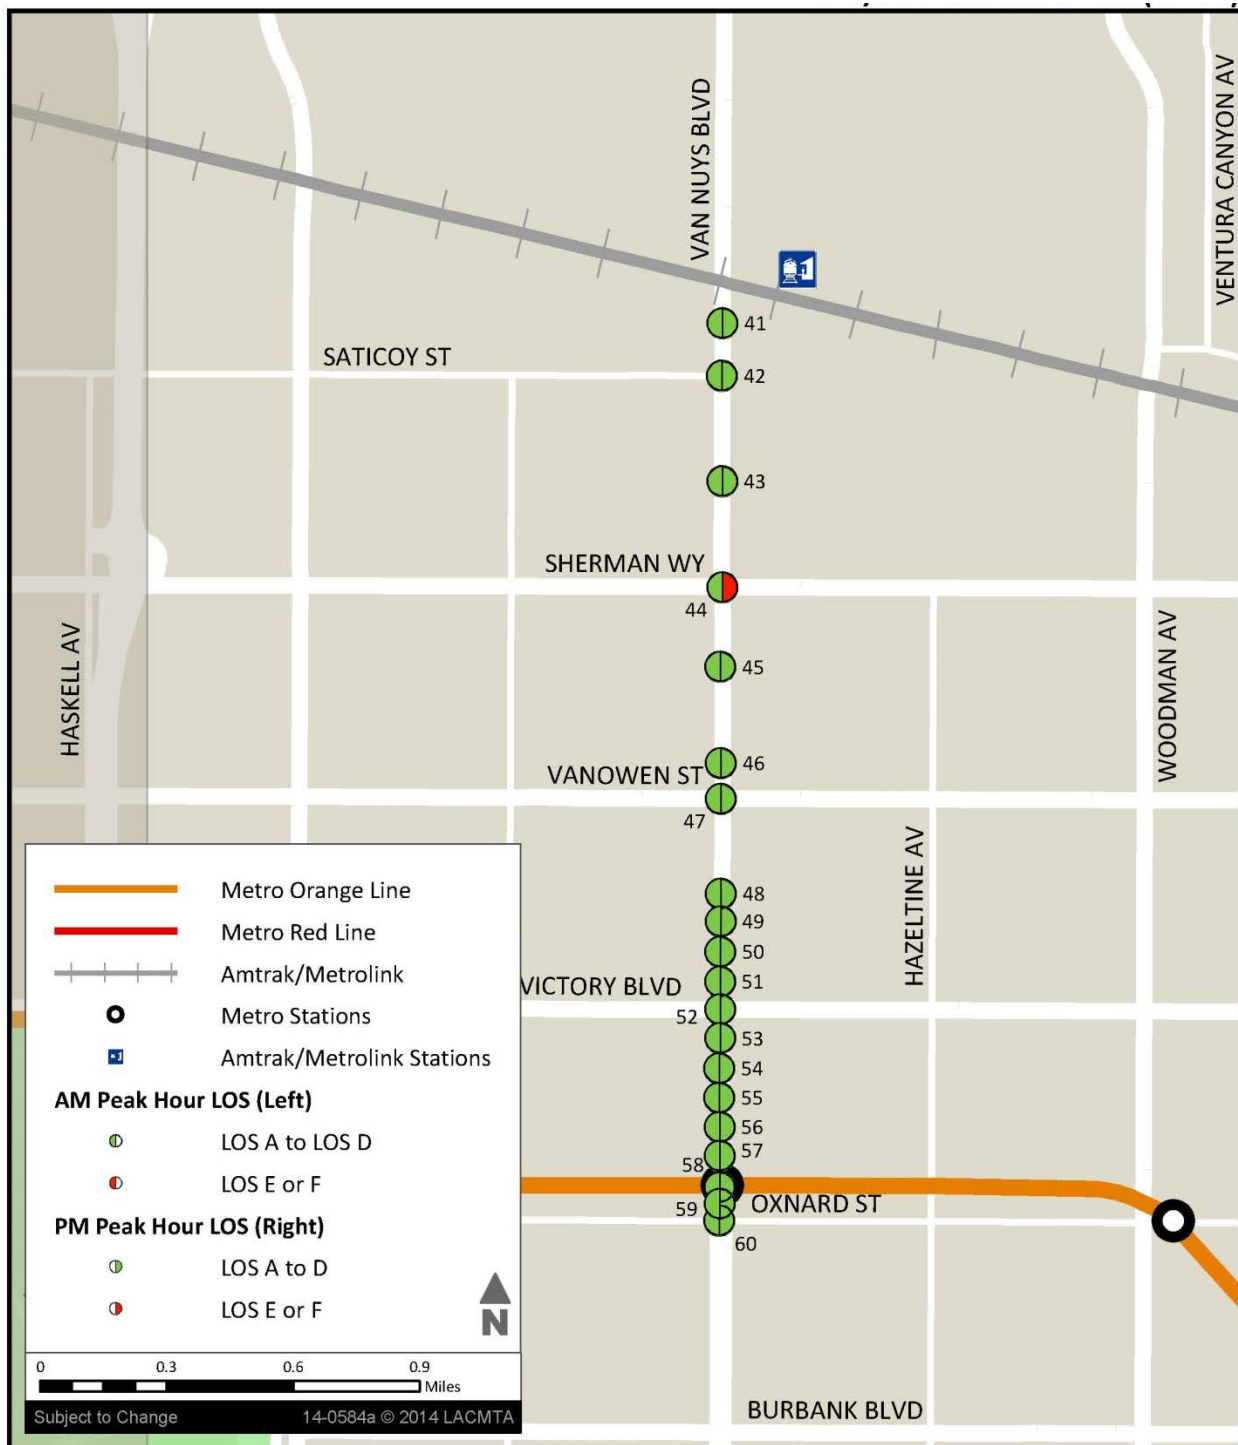 VAN NUYS BLVD
VENTURA CANYON AV
41
SATICOY ST
42
43
SHERMAN WY
44
HASKELL AV
45
WOODMAN AV
46
VANOWEN ST
47
HAZELTINE AV
48
49
50
51
VICTORY BLVD
52
53
54
55
56
57
58
59
OXNARD ST
60
Metro Orange Line
Metro Red Line
Amtrak/Metrolink
Metro Stations
Amtrak/Metrolink Stations
AM Peak Hour LOS (Left)
LOS A to LOS D
LOS E or F
PM Peak Hour LOS (Right)
LOS A to D
LOS E or F
N
0 0.3 0.6 0.9
Miles
Subject to Change 14-0584a © 2014 LACMTA
BURBANK BLVD